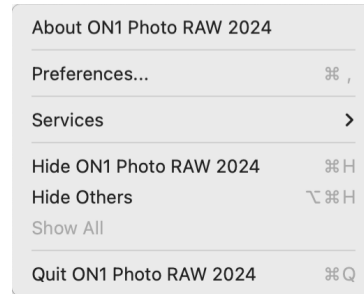 About ON1 Photo RAW 2024
Preferences... ⌘ ,
Services
Hide ON1 Photo RAW 2024 ⌘H
Hide Others ⌥⌘H
Show All
Quit ON1 Photo RAW 2024 ⌘Q